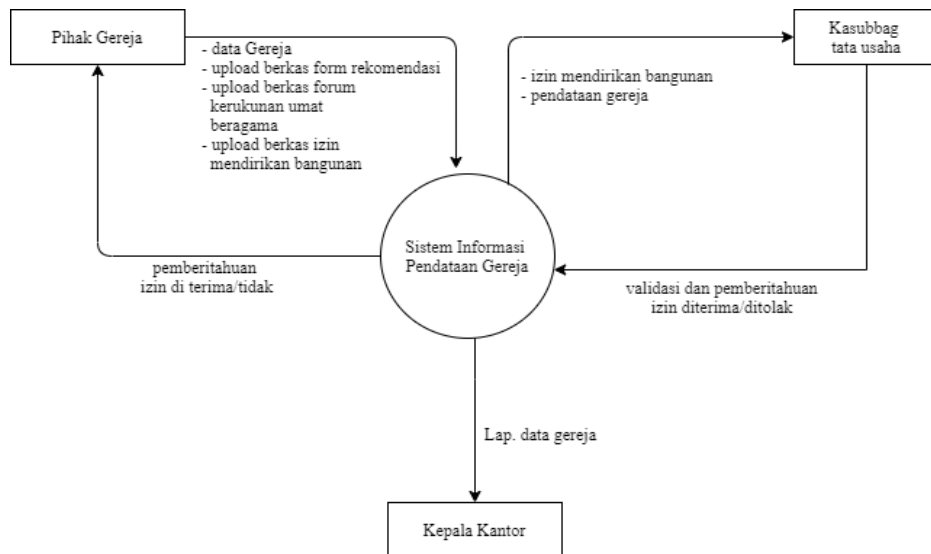 Pihak Gereja
- data Gereja
- upload berkas form rekomendasi
- upload berkas forum
kerukunan umat
beragama
- upload berkas izin
mendirikan bangunan
Kasubbag
tata usaha
- izin mendirikan bangunan
- pendataan gereja
Sistem Informasi
Pendataan Gereja
pemberitahuan
izin di terima/tidak
validasi dan pemberitahuan
izin diterima/ditolak
Lap. data gereja
Kepala Kantor